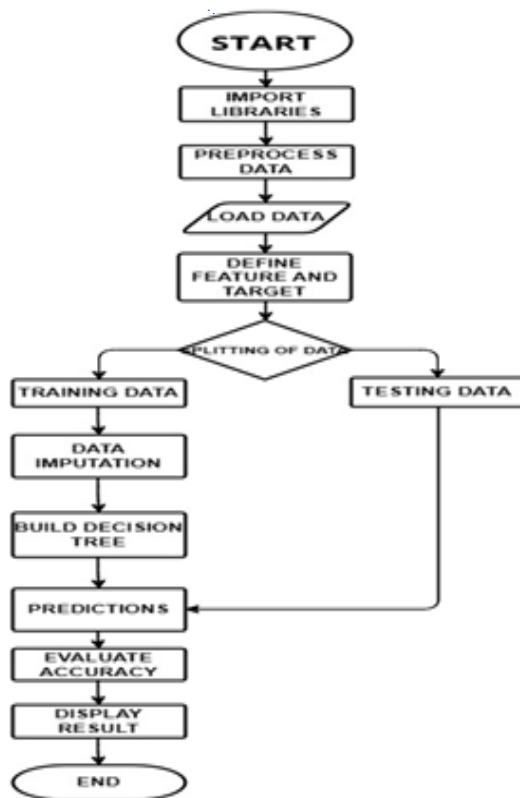 START
IMPORT
LIBRARIES
PREPROCESS
DATA
LOAD DATA
DEFINE
FEATURE AND
TARGET
SPLITTING OF DATA
TRAINING DATA
TESTING DATA
DATA
IMPUTATION
BUILD DECISION
TREE
PREDICTIONS
EVALUATE
ACCURACY
DISPLAY
RESULT
END